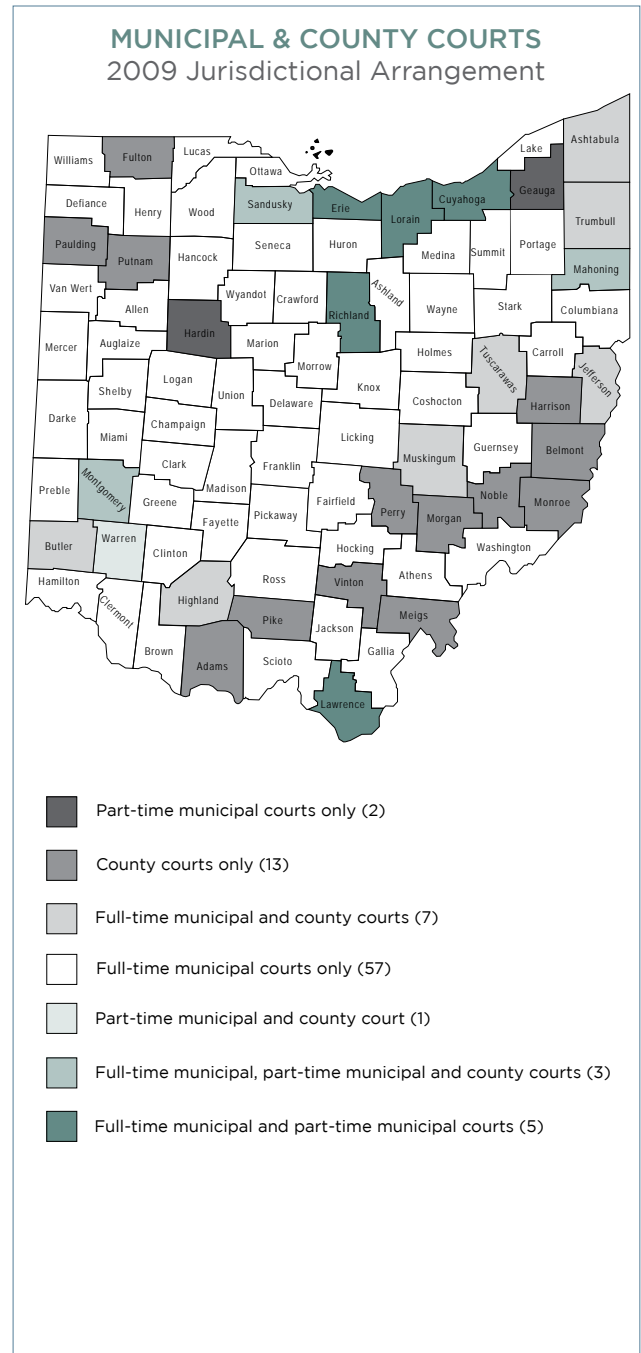 MUNICIPAL & COUNTY COURTS
2009 Jurisdictional Arrangement
Williams
Fulton
Lucas
Ottawa
Lake
Ashtabula
Geauga
Cuyahoga
Defiance
Henry
Wood
Sandusky
Erie
Lorain
Trumbull
Paulding
Putnam
Hancock
Seneca
Huron
Medina
Summit
Portage
Mahoning
Van Wert
Allen
Wyandot
Crawford
Richland
Ashland
Wayne
Stark
Columbiana
Mercer
Auglaize
Hardin
Marion
Morrow
Holmes
Tuscarawas
Carroll
Jefferson
Shelby
Logan
Union
Delaware
Knox
Coshocton
Harrison
Darke
Miami
Champaign
Licking
Muskingum
Guernsey
Belmont
Preble
Montgomery
Clark
Madison
Franklin
Fairfield
Perry
Morgan
Noble
Monroe
Greene
Fayette
Pickaway
Butler
Warren
Clinton
Hocking
Washington
Hamilton
Clermont
Highland
Ross
Vinton
Athens
Brown
Adams
Pike
Jackson
Meigs
Scioto
Gallia
Lawrence
Part-time municipal courts only (2)
County courts only (13)
Full-time municipal and county courts (7)
Full-time municipal courts only (57)
Part-time municipal and county court (1)
Full-time municipal, part-time municipal and county courts (3)
Full-time municipal and part-time municipal courts (5)